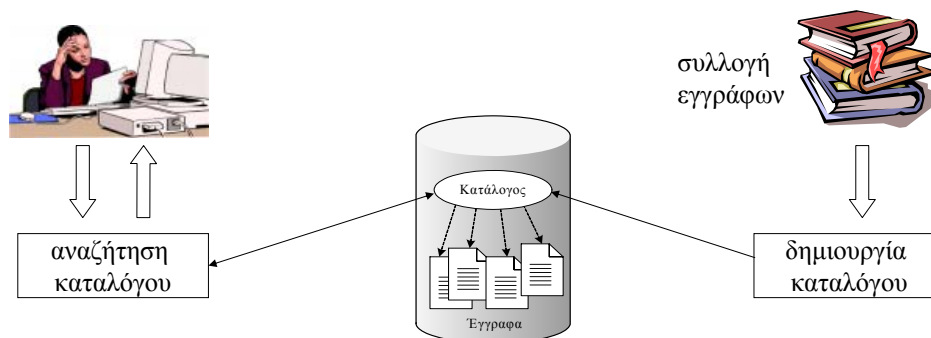 συλλογή
εγγράφων
Κατάλογος
αναζήτηση
καταλόγου
δημιουργία
καταλόγου
Έγγραφα